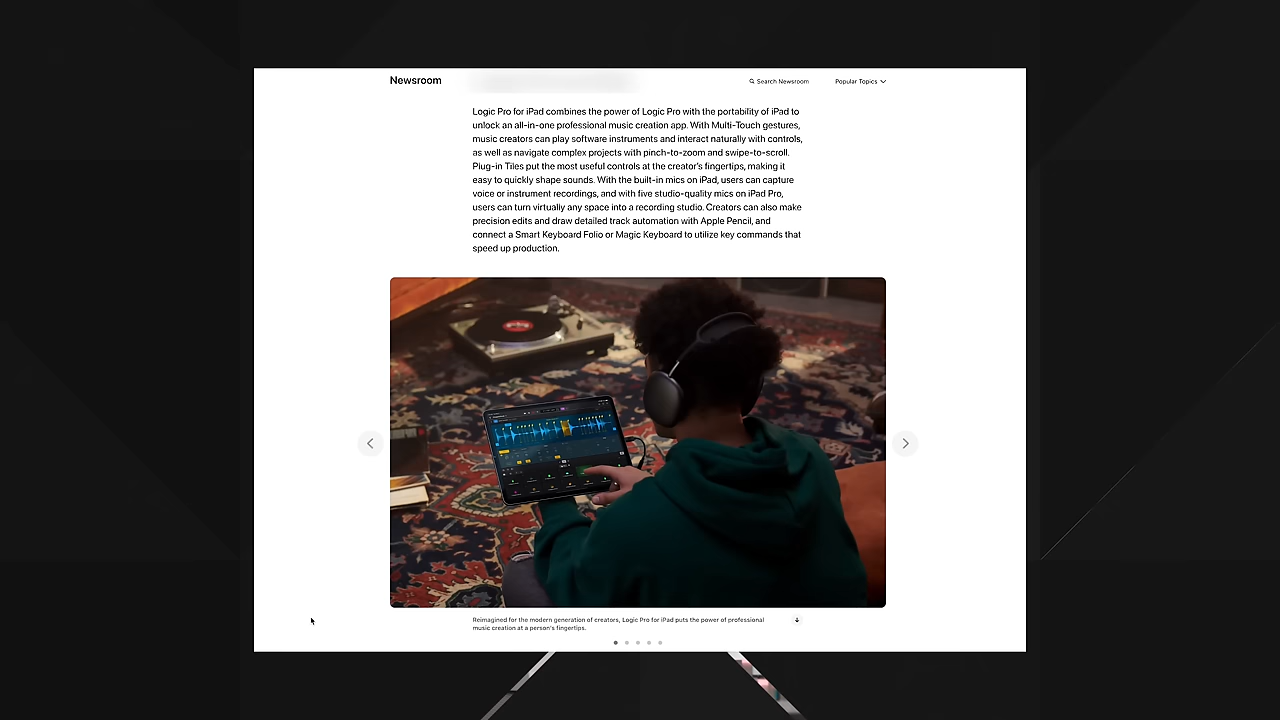 Newsroom
Search Newsroom
Popular Topics
Logic Pro for iPad combines the power of Logic Pro with the portability of iPad to
unlock an all-in-one professional music creation app. With Multi-Touch gestures,
music creators can play software instruments and interact naturally with controls,
as well as navigate complex projects with pinch-to-zoom and swipe-to-scroll.
Plug-in Tiles put the most useful controls at the creator's fingertips, making it
easy to quickly shape sounds. With the built-in mics on iPad, users can capture
voice or instrument recordings, and with five studio-quality mics on iPad Pro,
users can turn virtually any space into a recording studio. Creators can also make
precision edits and draw detailed track automation with Apple Pencil, and
connect a Smart Keyboard Folio or Magic Keyboard to utilize key commands that
speed up production.
Reimagined for the modern generation of creators, Logic Pro for iPad puts the power of professional
music creation at a person's fingertips.